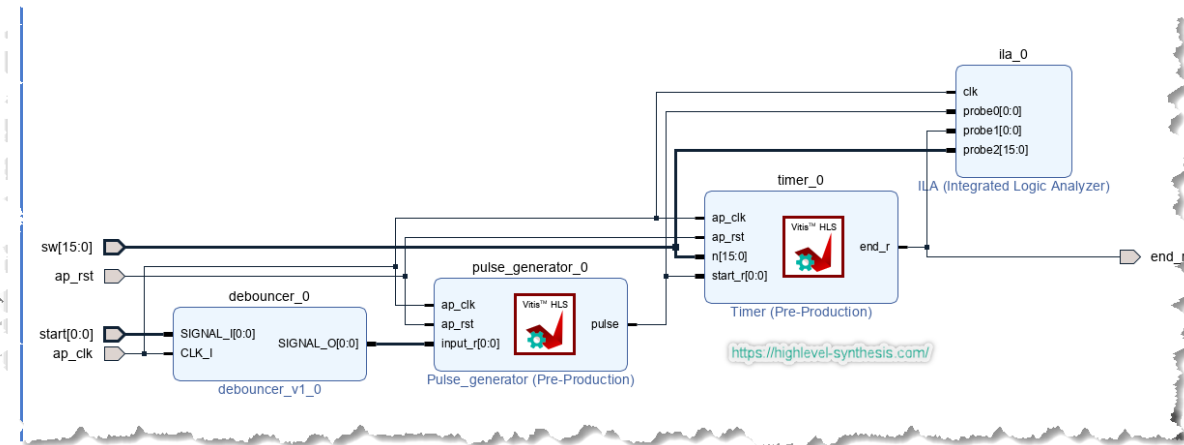 ila_0
clk
probe0[0:0]
probe1[0:0]
probe2[15:0]
ILA (Integrated Logic Analyzer)
timer_0
ap_clk
ap_rst
n[15:0]
start_r[0:0]
Vitis™ HLS
end_r
Timer (Pre-Production)
end_r
sw[15:0]
ap_rst
pulse_generator_0
ap_clk
ap_rst
input_r[0:0]
Vitis™ HLS
pulse
Pulse_generator (Pre-Production)
debouncer_0
start[0:0]
ap_clk
SIGNAL_I[0:0]
CLK_I
SIGNAL_O[0:0]
debouncer_v1_0
https://highlevel-synthesis.com/